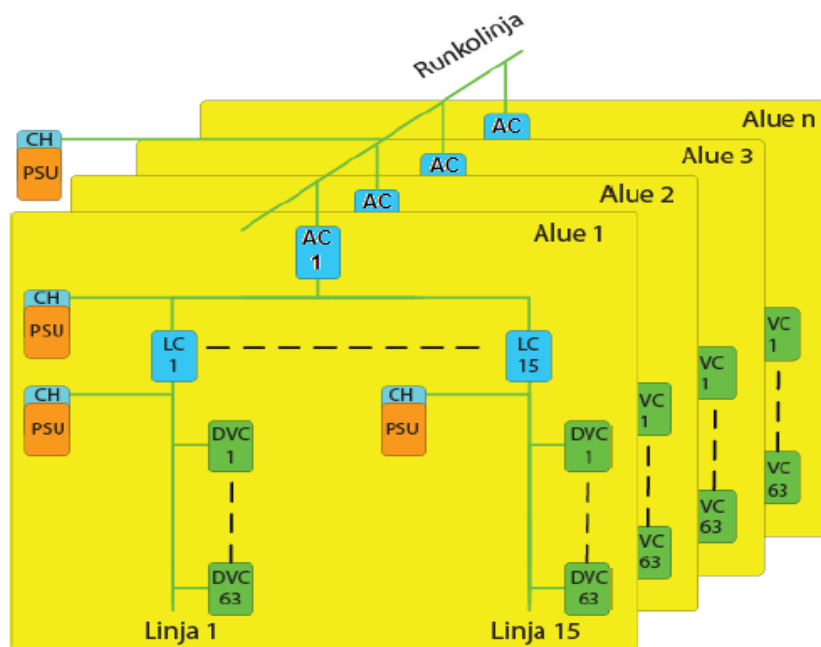 Runkolinja
AC
Alue n
CH
PSU
AC
Alue 3
AC
Alue 2
AC
1
Alue 1
CH
PSU
LC
1
LC
15
CH
PSU
CH
PSU
DVC
1
DVC
1
VC
1
VC
1
VC
1
DVC
63
DVC
63
VC
63
VC
63
VC
63
Linja 1
Linja 15